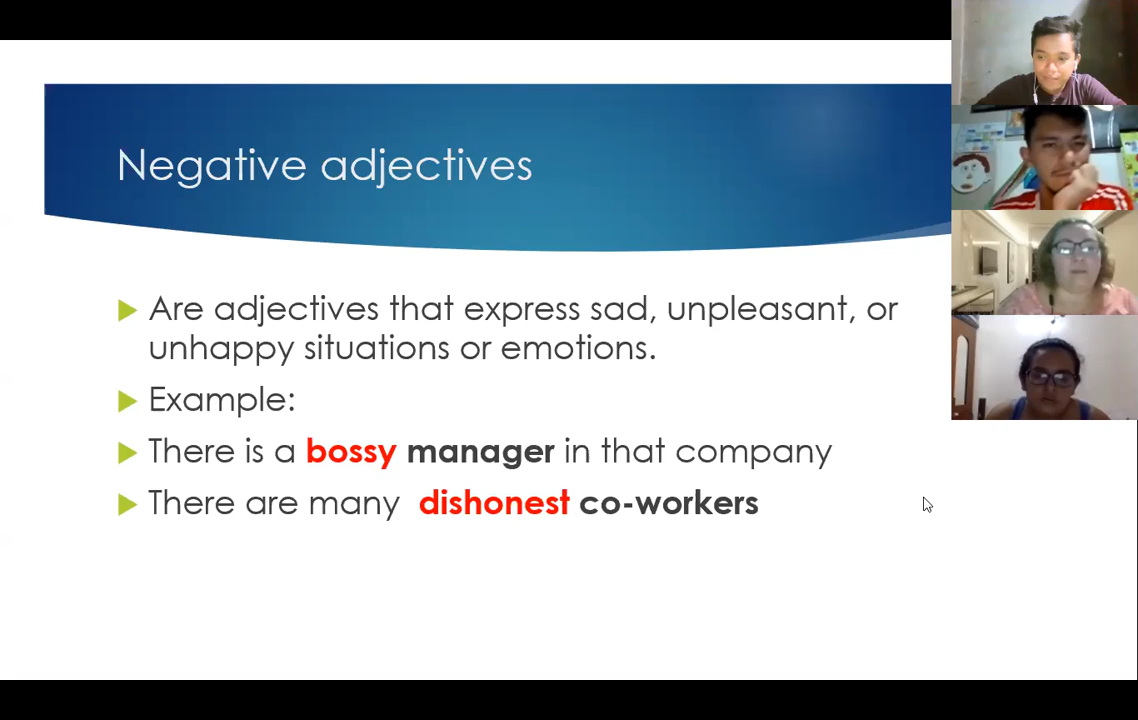 Negative adjectives
Are adjectives that express sad, unpleasant, or
unhappy situations or emotions.
Example:
There is a bossy manager in that company
There are many dishonest co-workers